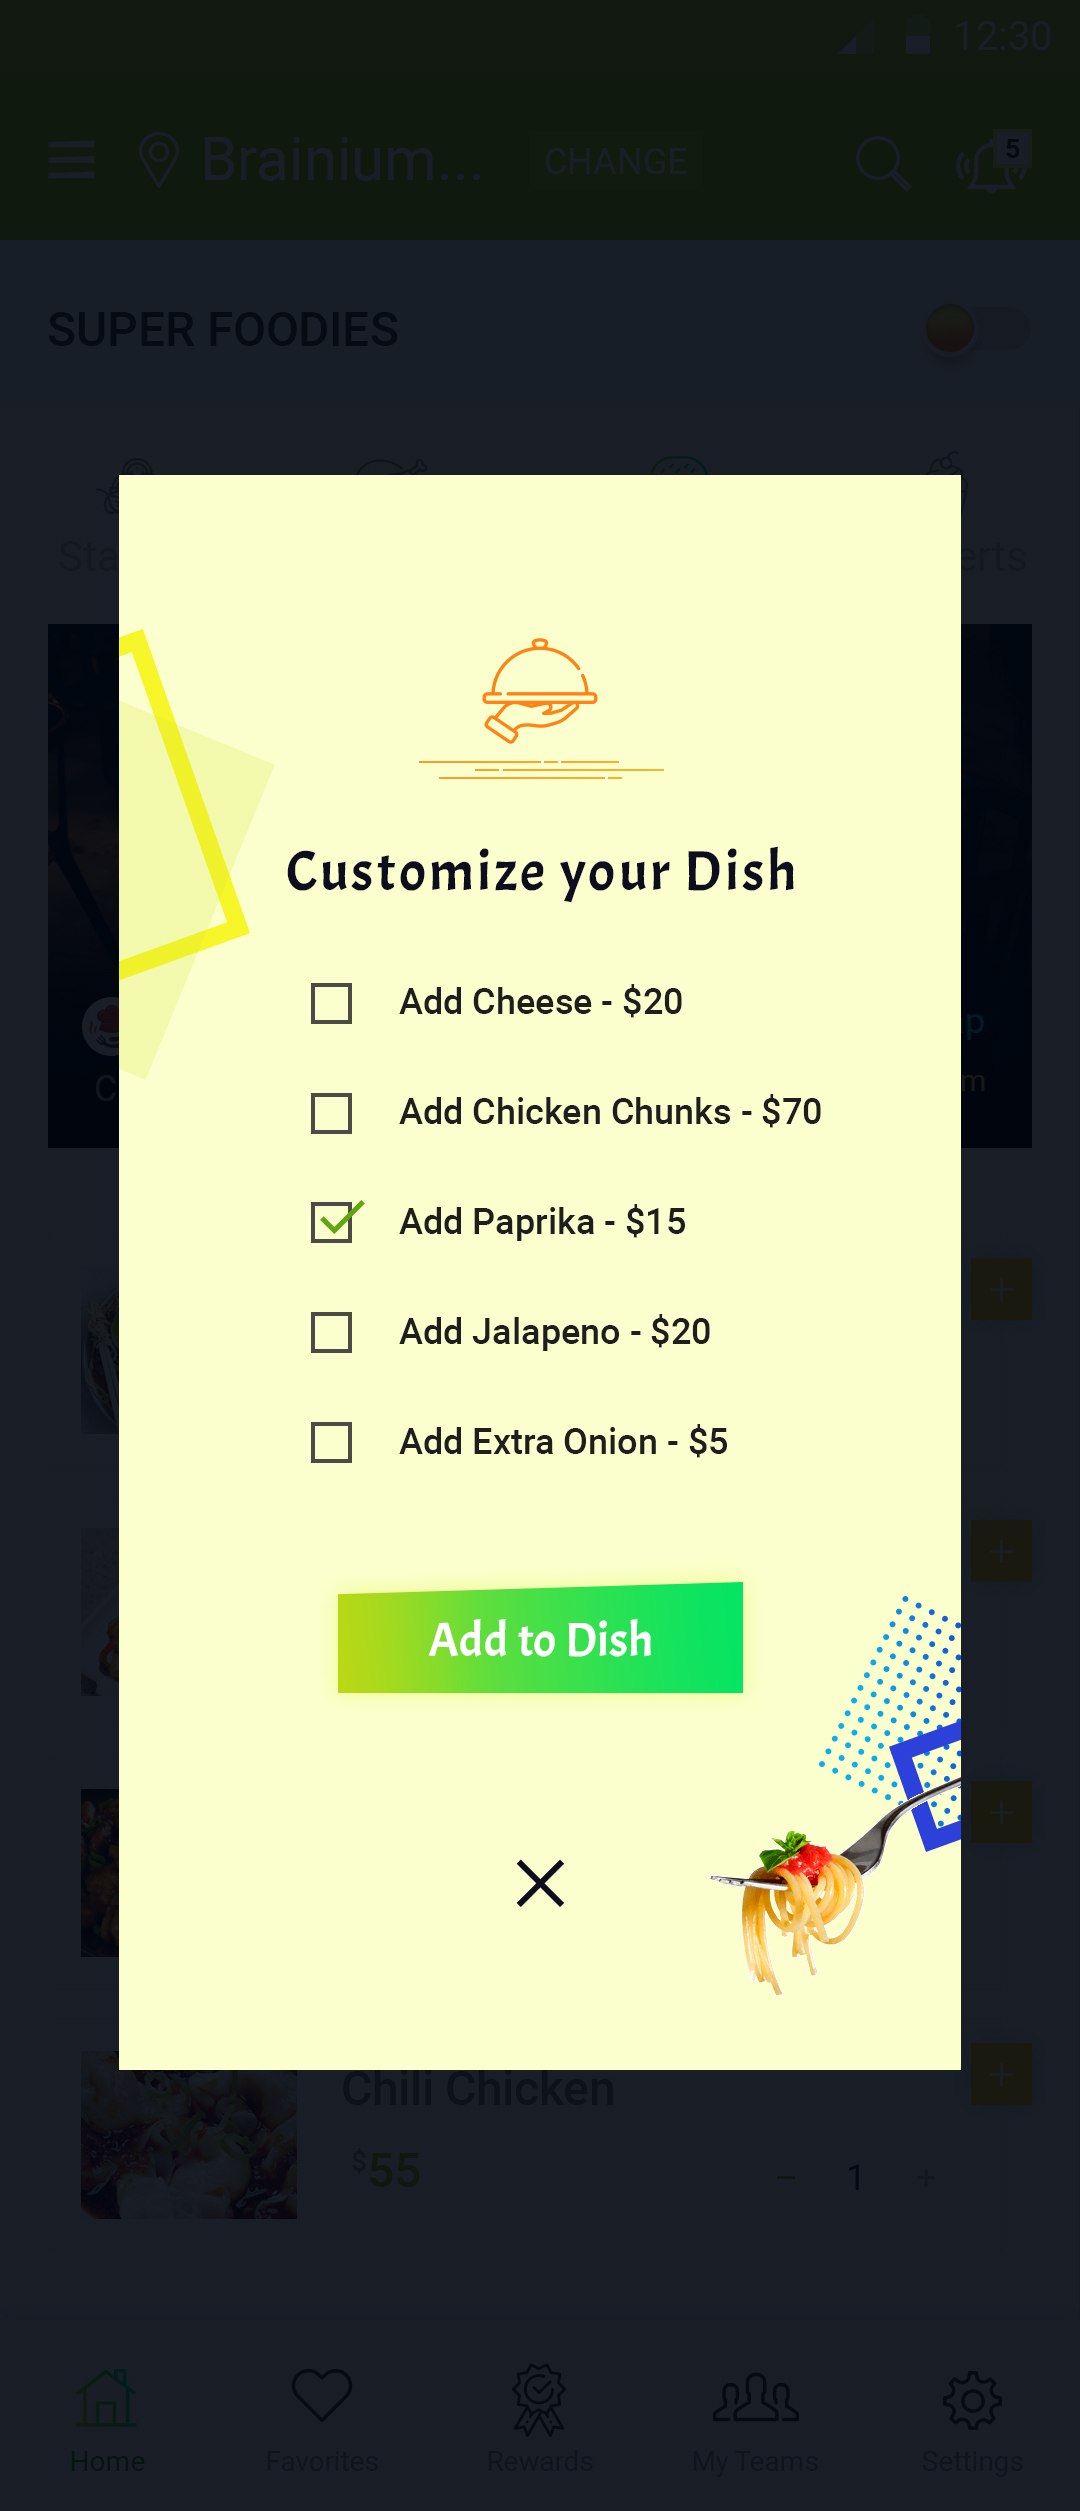 12:30
Brainium...
CHANGE
5
SUPER FOODIES
Sta
erts
p
C
m
Customize your Dish
Add Cheese - $20
Add Chicken Chunks - $70
Add Paprika - $15
Add Jalapeno - $20
Add Extra Onion - $5
Add to Dish
Chili Chicken
$55
− 1 +
Home
Favorites
Rewards
My Teams
Settings